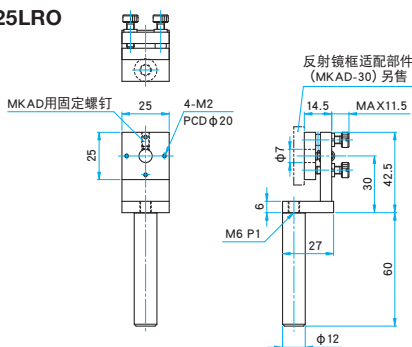 25LRO
反射镜框适配部件
(MKAD-30) 另售
MKAD用固定螺钉
25
4-M2
PCDφ20
14.5
MAX11.5
25
φ7
30
42.5
6
M6 P1
27
60
φ12